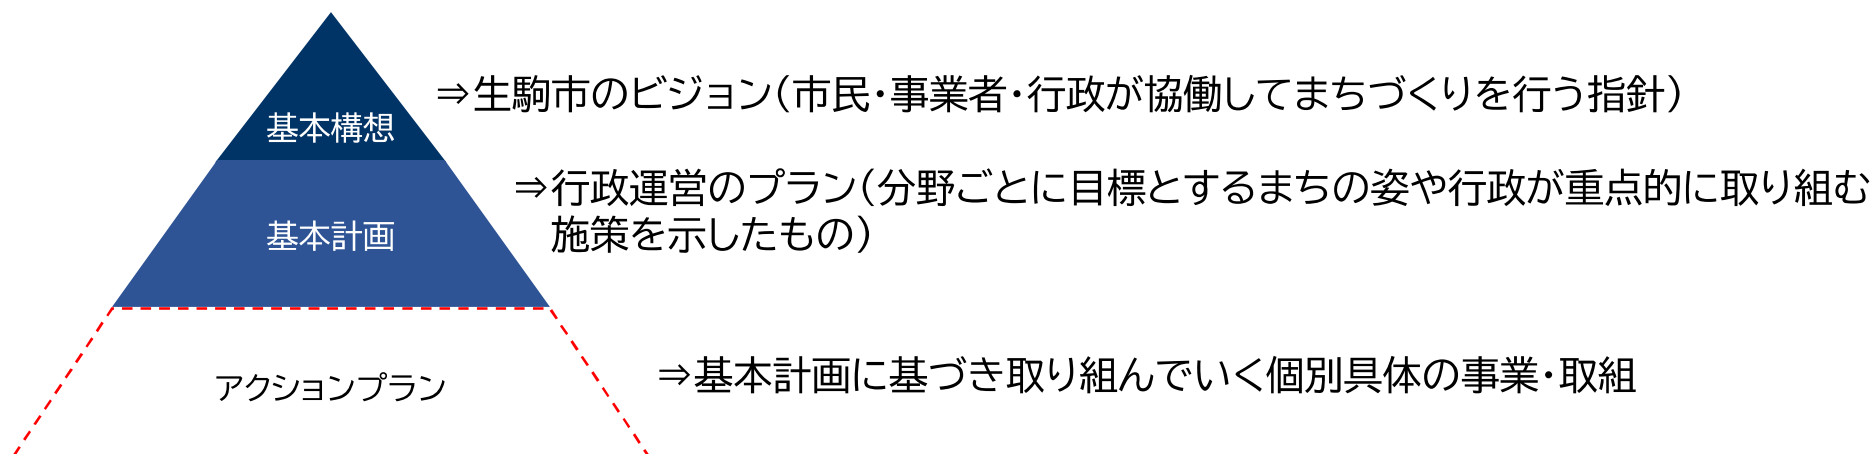 基本構想
⇒生駒市のビジョン(市民・事業者・行政が協働してまちづくりを行う指針)
基本計画
⇒行政運営のプラン(分野ごとに目標とするまちの姿や行政が重点的に取り組む
施策を示したもの)
アクションプラン
⇒基本計画に基づき取り組んでいく個別具体の事業・取組